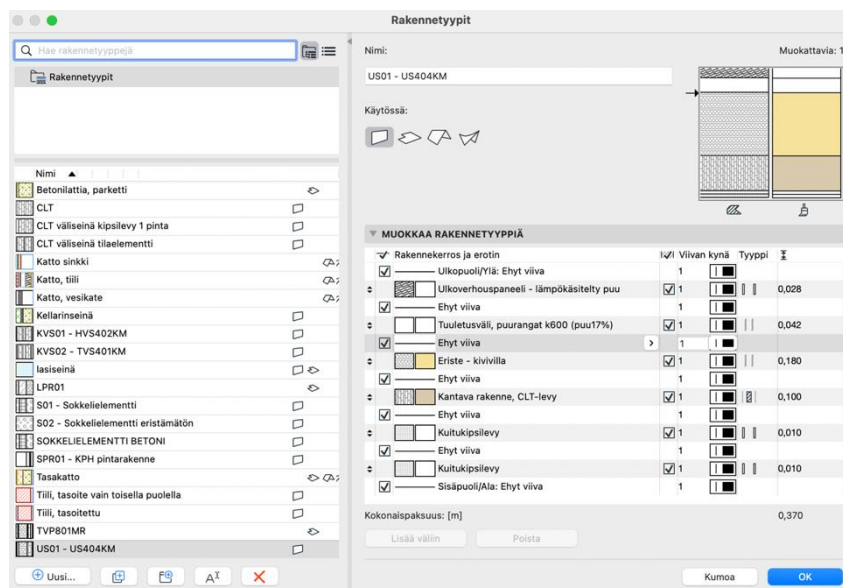 Rakennetyypit
Hae rakennetyyppejä
Rakennetyypit
Nimi
Betonilattia, parketti
CLT
CLT väliseinä kipsilevy 1 pinta
CLT väliseinä tilaelementti
Katto sinkki
Katto, tiili
Katto, vesikate
Kellarinseinä
KVS01 - HVS402KM
KVS02 - TVS401KM
lasiseinä
LPR01
S01 - Sokkelielementti
S02 - Sokkelielementti eristämätön
SOKKELIELEMENTTI BETONI
SPR01 - KPH pintarakenne
Tasakatto
Tiili, tasoite vain toisella puolella
Tiili, tasoitettu
TVP801MR
US01 - US404KM
Uusi...
Nimi:
Muokattavia: 1
US01 - US404KM
Käytössä:
MUOKKAA RAKENNETYYPPIÄ
Rakennekerros ja erotin Viivan kynä Tyyppi
Ulkopuoli/Ylä: Ehyt viiva 1
Ulkoverhouspaneeli - lämpökäsitelty puu 1 0,028
Ehyt viiva 1
Tuuletusväli, puurangat k600 (puu17%) 1 0,042
Ehyt viiva 1
Eriste - kivivilla 1 0,180
Ehyt viiva 1
Kantava rakenne, CLT-levy 1 0,100
Ehyt viiva 1
Kuitukipsilevy 1 0,010
Ehyt viiva 1
Kuitukipsilevy 1 0,010
Sisäpuoli/Ala: Ehyt viiva 1
Kokonaispaksuus: [m] 0,370
Lisää väliin Poista
Kumoa OK